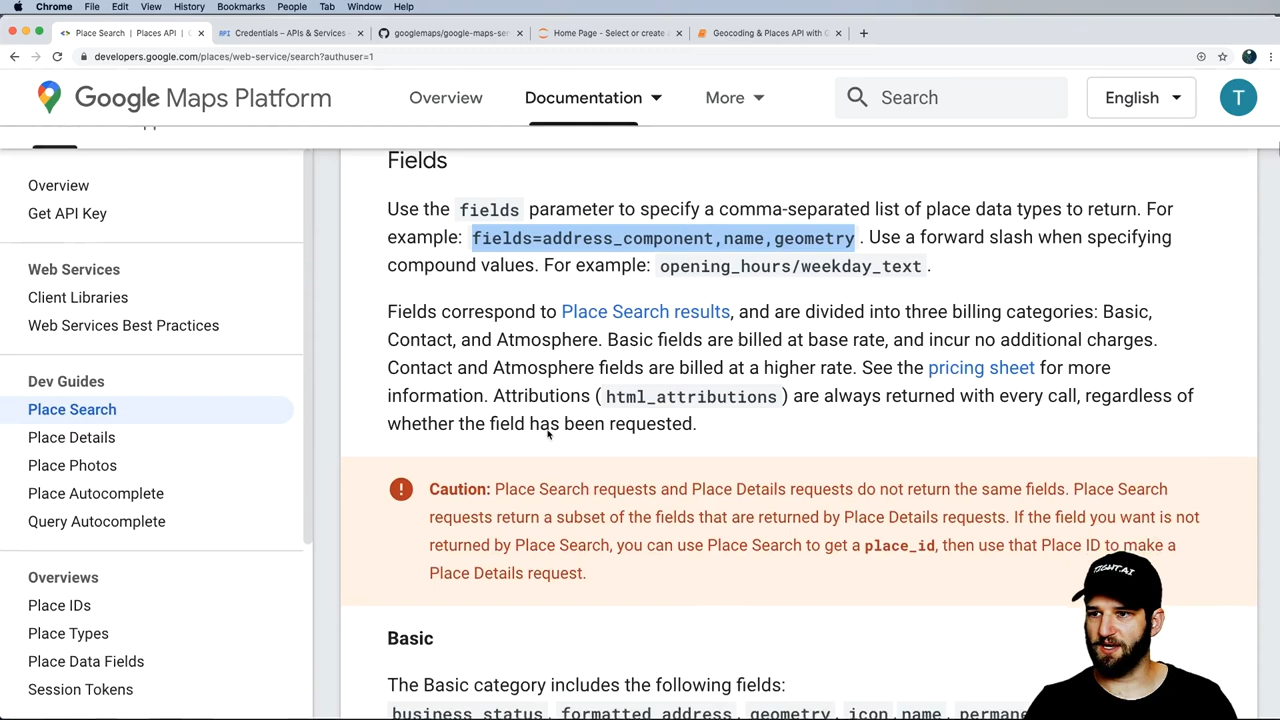 Chrome File Edit View History Bookmarks People Tab Window Help
Place Search | Places API |
API Credentials – APIs & Services
googlemaps/google-maps-ser
Home Page - Select or create
Geocoding & Places API with
developers.google.com/places/web-service/search?authuser=1
Google Maps Platform
Overview Documentation More
Search
English
T
Overview
Get API Key
Web Services
Client Libraries
Web Services Best Practices
Dev Guides
Place Search
Place Details
Place Photos
Place Autocomplete
Query Autocomplete
Overviews
Place IDs
Place Types
Place Data Fields
Session Tokens
Fields
Use the fields parameter to specify a comma-separated list of place data types to return. For
example: fields=address_component,name,geometry . Use a forward slash when specifying
compound values. For example: opening_hours/weekday_text .
Fields correspond to Place Search results, and are divided into three billing categories: Basic,
Contact, and Atmosphere. Basic fields are billed at base rate, and incur no additional charges.
Contact and Atmosphere fields are billed at a higher rate. See the pricing sheet for more
information. Attributions ( html_attributions ) are always returned with every call, regardless of
whether the field has been requested.
Caution: Place Search requests and Place Details requests do not return the same fields. Place Search
requests return a subset of the fields that are returned by Place Details requests. If the field you want is not
returned by Place Search, you can use Place Search to get a place_id, then use that Place ID to make a
Place Details request.
Basic
The Basic category includes the following fields:
business_status, formatted_address, geometry, icon, name, permane